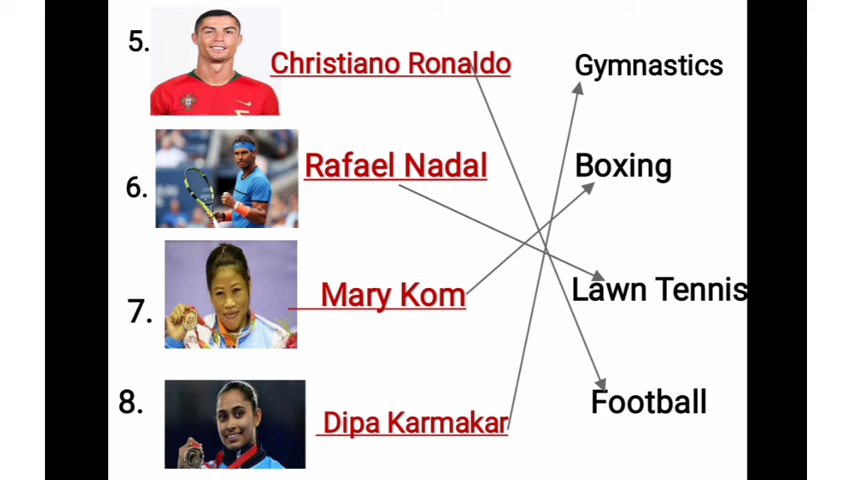 5. Christiano Ronaldo Gymnastics
6. Rafael Nadal Boxing
7. Mary Kom Lawn Tennis
8. Dipa Karmakar Football